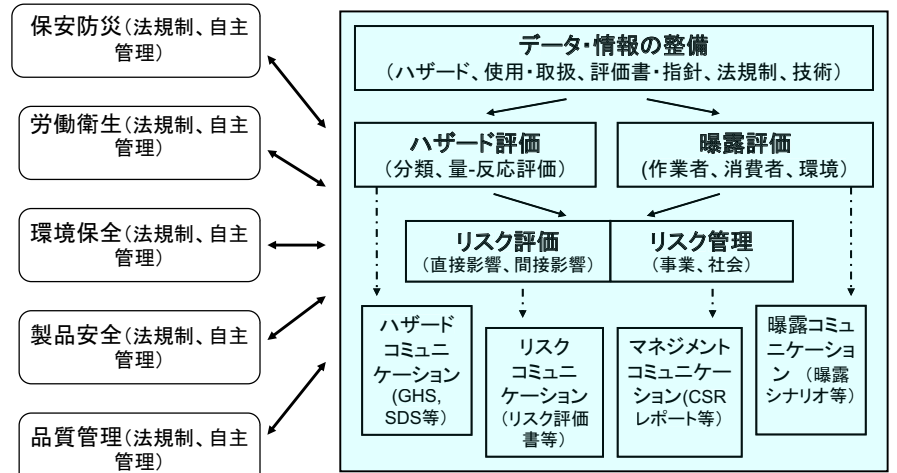 保安防災(法規制、自主
管理)
労働衛生(法規制、自主
管理)
環境保全(法規制、自主
管理)
製品安全(法規制、自主
管理)
品質管理(法規制、自主
管理)
データ・情報の整備
(ハザード、使用・取扱、評価書・指針、法規制、技術)
ハザード評価
(分類、量-反応評価)
曝露評価
(作業者、消費者、環境)
リスク評価
(直接影響、間接影響)
リスク管理
(事業、社会)
ハザード
コミュニ
ケーション
(GHS,
SDS等)
リスク
コミュニ
ケーション
(リスク評価
書等)
マネジメント
コミュニケー
ション(CSR
レポート等)
曝露コミュ
ニケーショ
ン (曝露
シナリオ等)